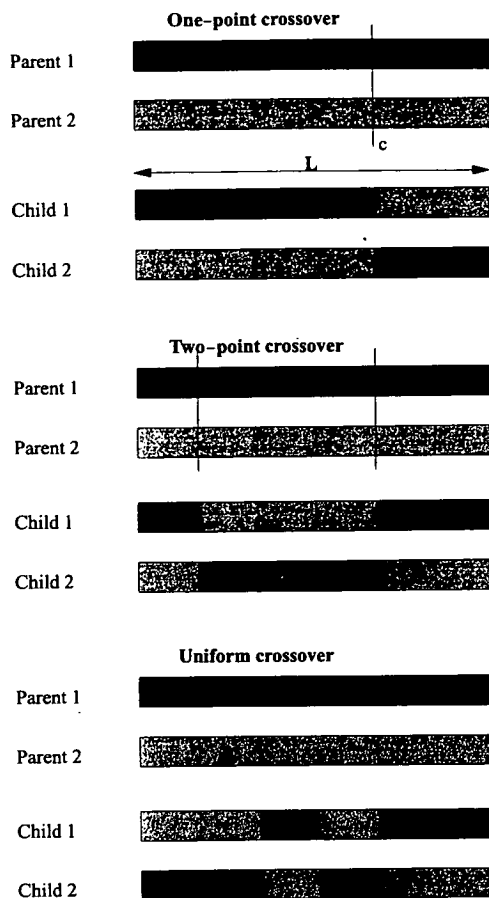 One-point crossover
Parent 1
Parent 2
c
L
Child 1
Child 2
Two-point crossover
Parent 1
Parent 2
Child 1
Child 2
Uniform crossover
Parent 1
Parent 2
Child 1
Child 2